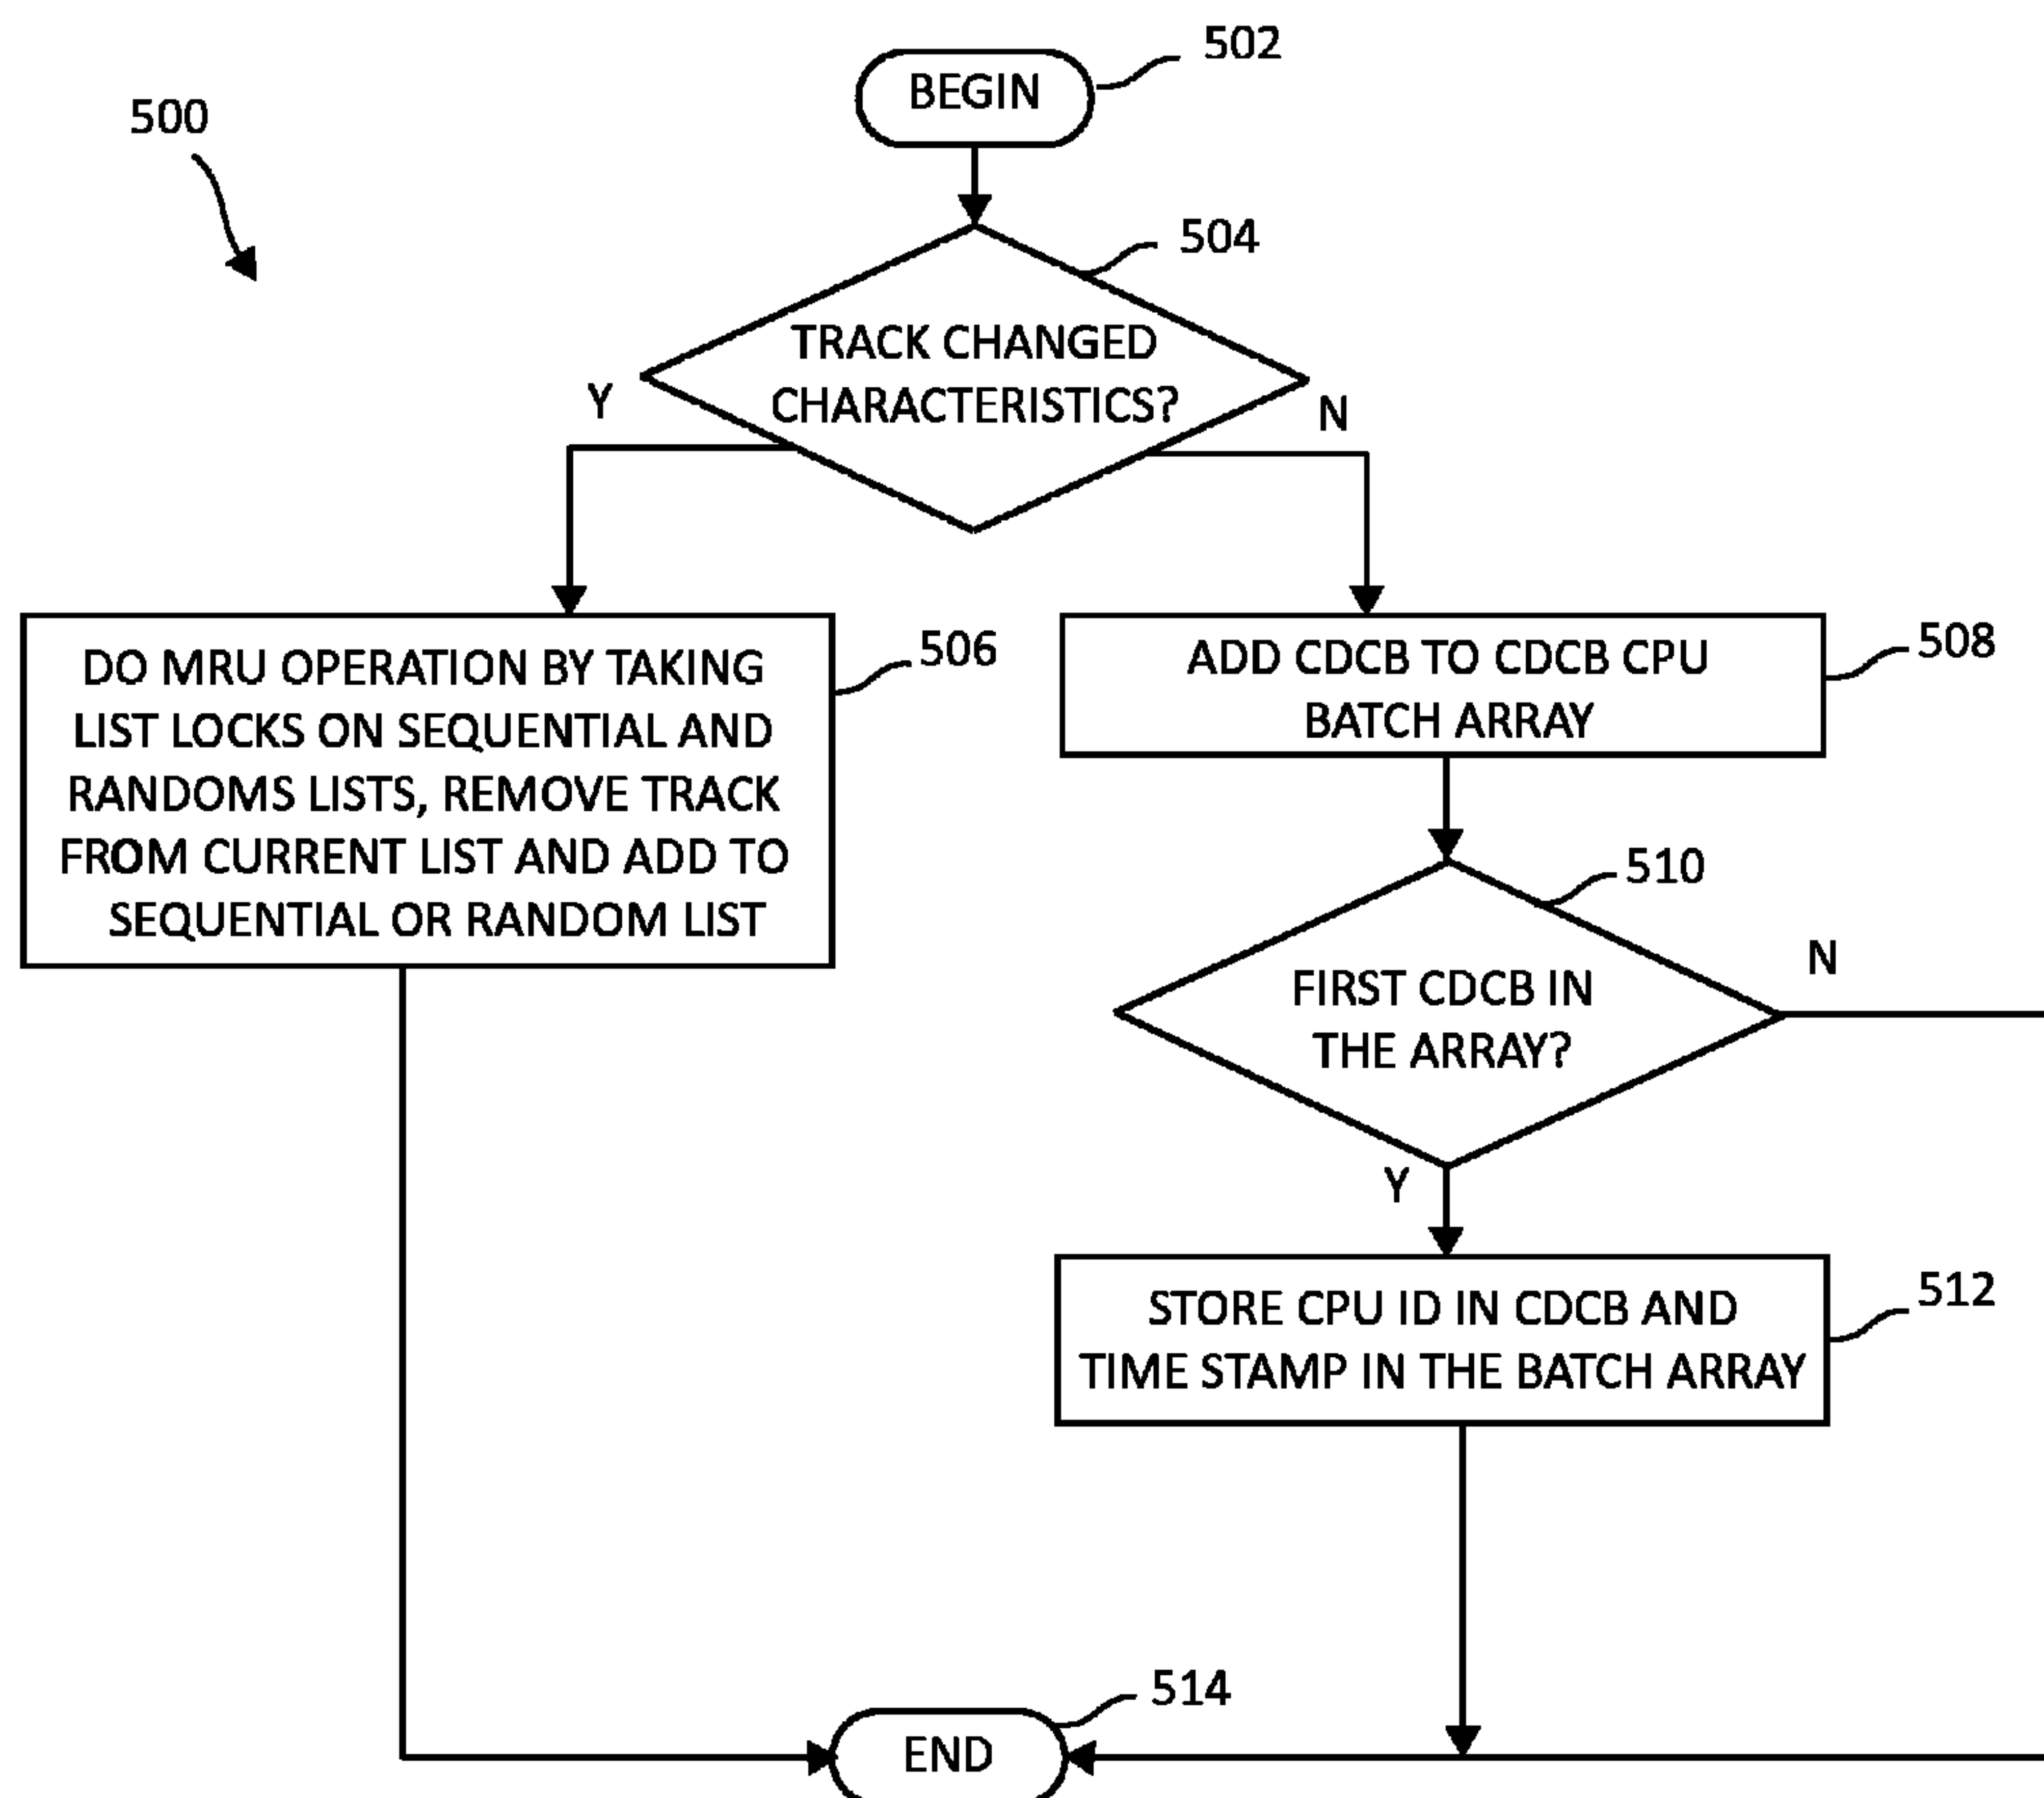 502
BEGIN
500
504
TRACK CHANGED
CHARACTERISTICS?
Y
N
DO MRU OPERATION BY TAKING
LIST LOCKS ON SEQUENTIAL AND
RANDOMS LISTS, REMOVE TRACK
FROM CURRENT LIST AND ADD TO
SEQUENTIAL OR RANDOM LIST
506
ADD CDCB TO CDCB CPU
BATCH ARRAY
508
510
FIRST CDCB IN
THE ARRAY?
N
Y
STORE CPU ID IN CDCB AND
TIME STAMP IN THE BATCH ARRAY
512
514
END